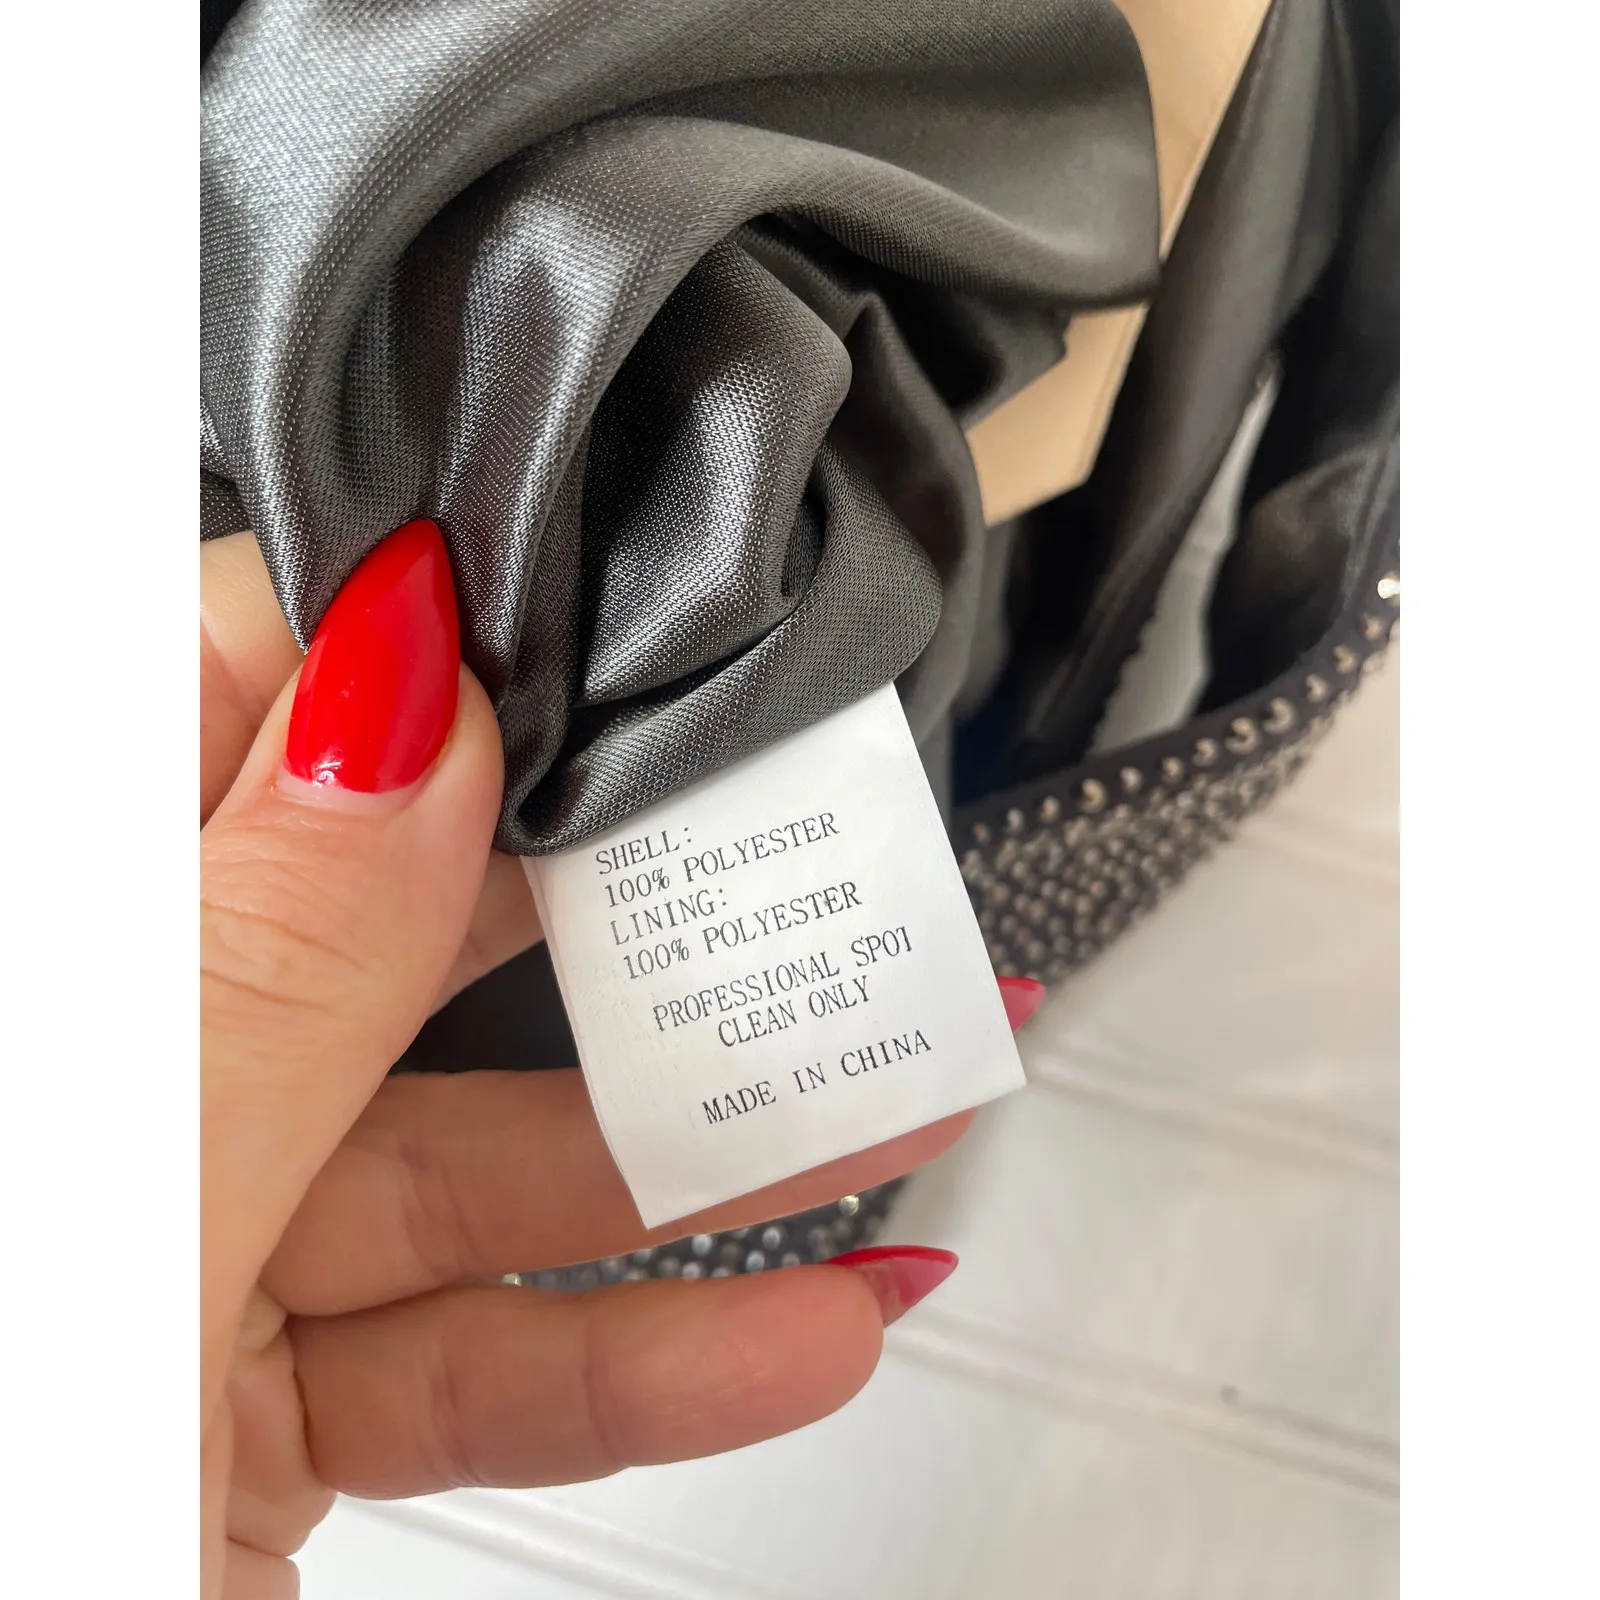 SHELL:
100% POLYESTER
LINING:
100% POLYESTER
PROFESSIONAL SPOT
CLEAN ONLY
MADE IN CHINA